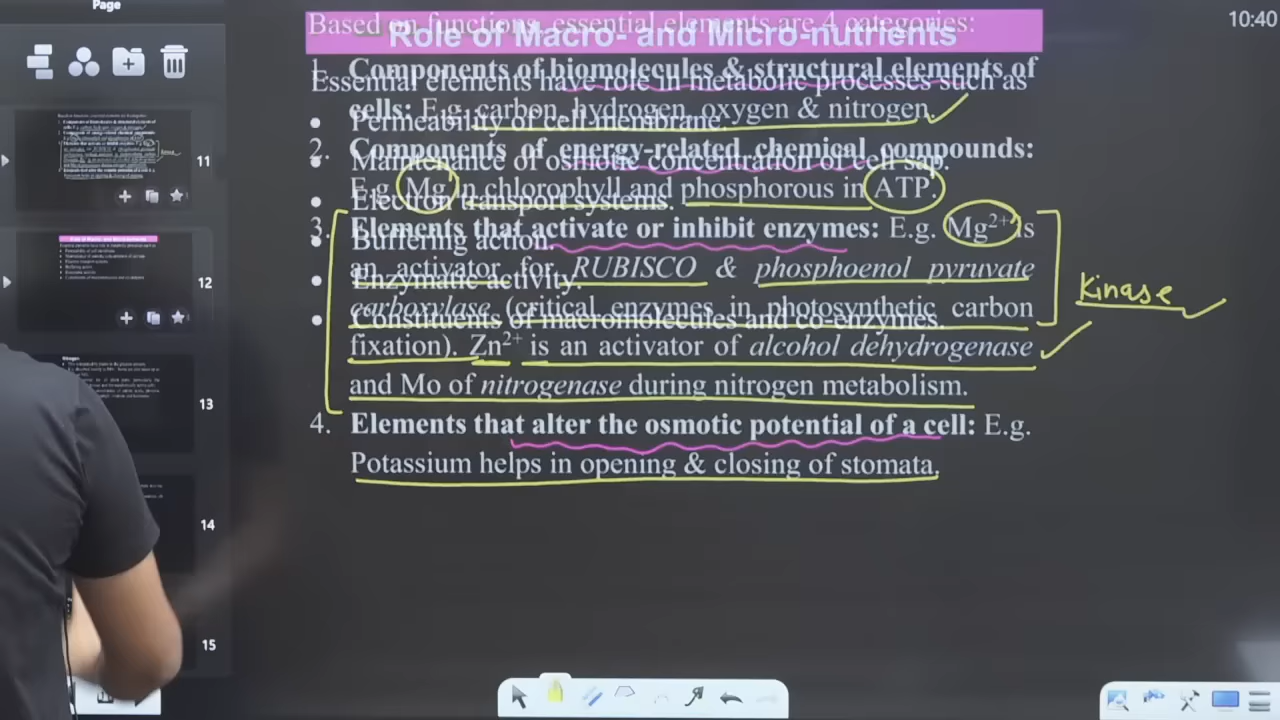 Page
10:40
Based on functions, essential elements are 4 categories:
Role of Macro- and Micro-nutrients
1. Components of biomolecules & structural elements of
Essential elements have role in metabolic processes such as
cells: E.g. carbon, hydrogen, oxygen & nitrogen.
• Permeability of cell membrane.
2. Components of energy-related chemical compounds:
• Maintenance of osmotic concentration of cell sap.
E.g. Mg in chlorophyll and phosphorous in ATP.
• Electron transport systems.
3. Elements that activate or inhibit enzymes: E.g. Mg2+ is
• Buffering action.
an activator for RUBISCO & phosphoenol pyruvate
• Enzymatic activity.
carboxylase (critical enzymes in photosynthetic carbon
• Constituents of macromolecules and co-enzymes.
fixation). Zn2+ is an activator of alcohol dehydrogenase
and Mo of nitrogenase during nitrogen metabolism.
4. Elements that alter the osmotic potential of a cell: E.g.
Potassium helps in opening & closing of stomata.
Kinase
11
12
13
14
15